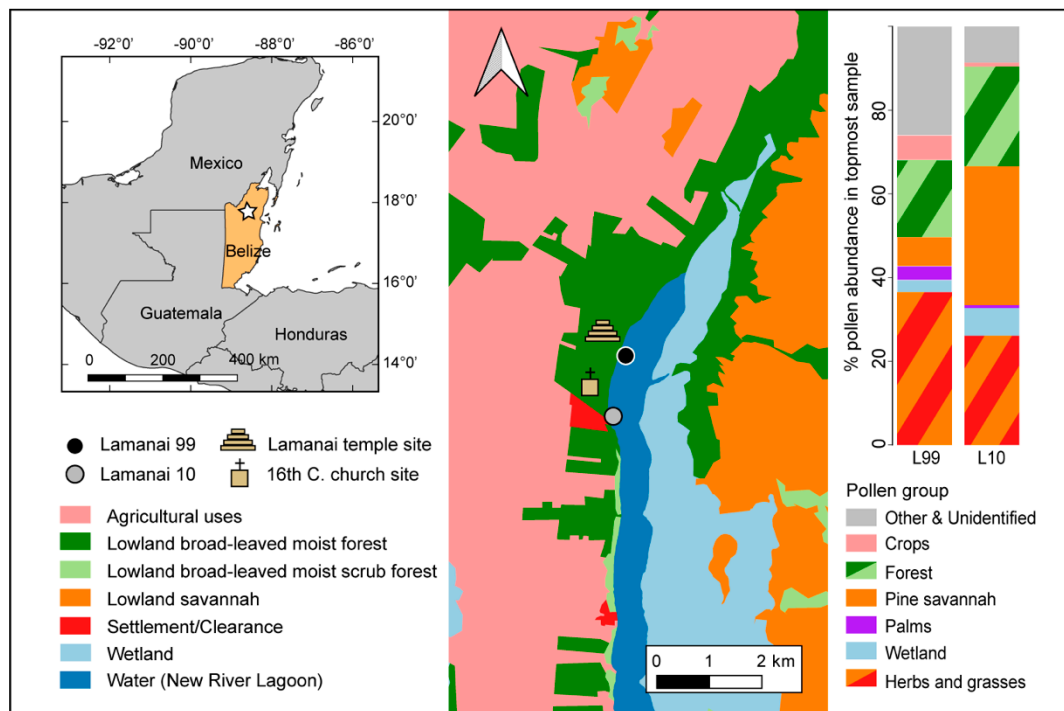 -92°0' -90°0' -88°6' -86°0'
20°0'
Mexico
18°0'
Belize
16°0'
Guatemala
Honduras
0 200 400 km
14°0'
Lamanai 99
Lamanai temple site
Lamanai 10
16th C. church site
Agricultural uses
Lowland broad-leaved moist forest
Lowland broad-leaved moist scrub forest
Lowland savannah
Settlement/Clearance
Wetland
Water (New River Lagoon)
0 1 2 km
% pollen abundance in topmost sample
80
60
40
20
0
L99 L10
Pollen group
Other & Unidentified
Crops
Forest
Pine savannah
Palms
Wetland
Herbs and grasses